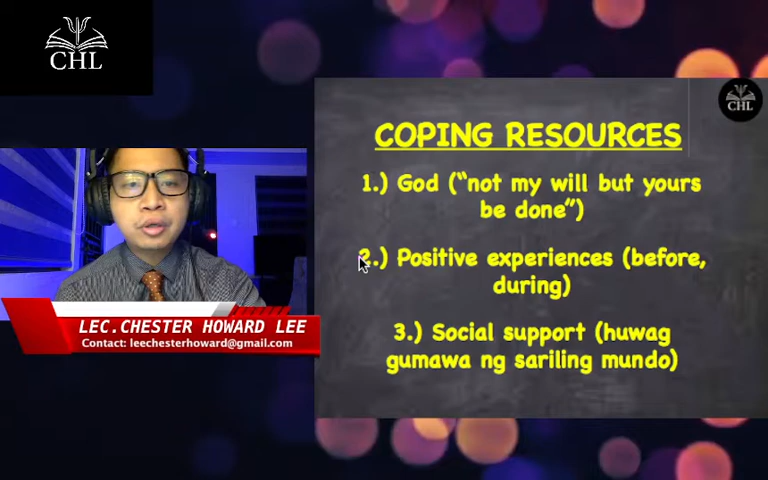 CHL
CHL
COPING RESOURCES
1.) God ("not my will but yours
be done")
2.) Positive experiences (before,
during)
3.) Social support (huwag
gumawa ng sariling mundo)
LEC.CHESTER HOWARD LEE
Contact: leechesterhoward@gmail.com